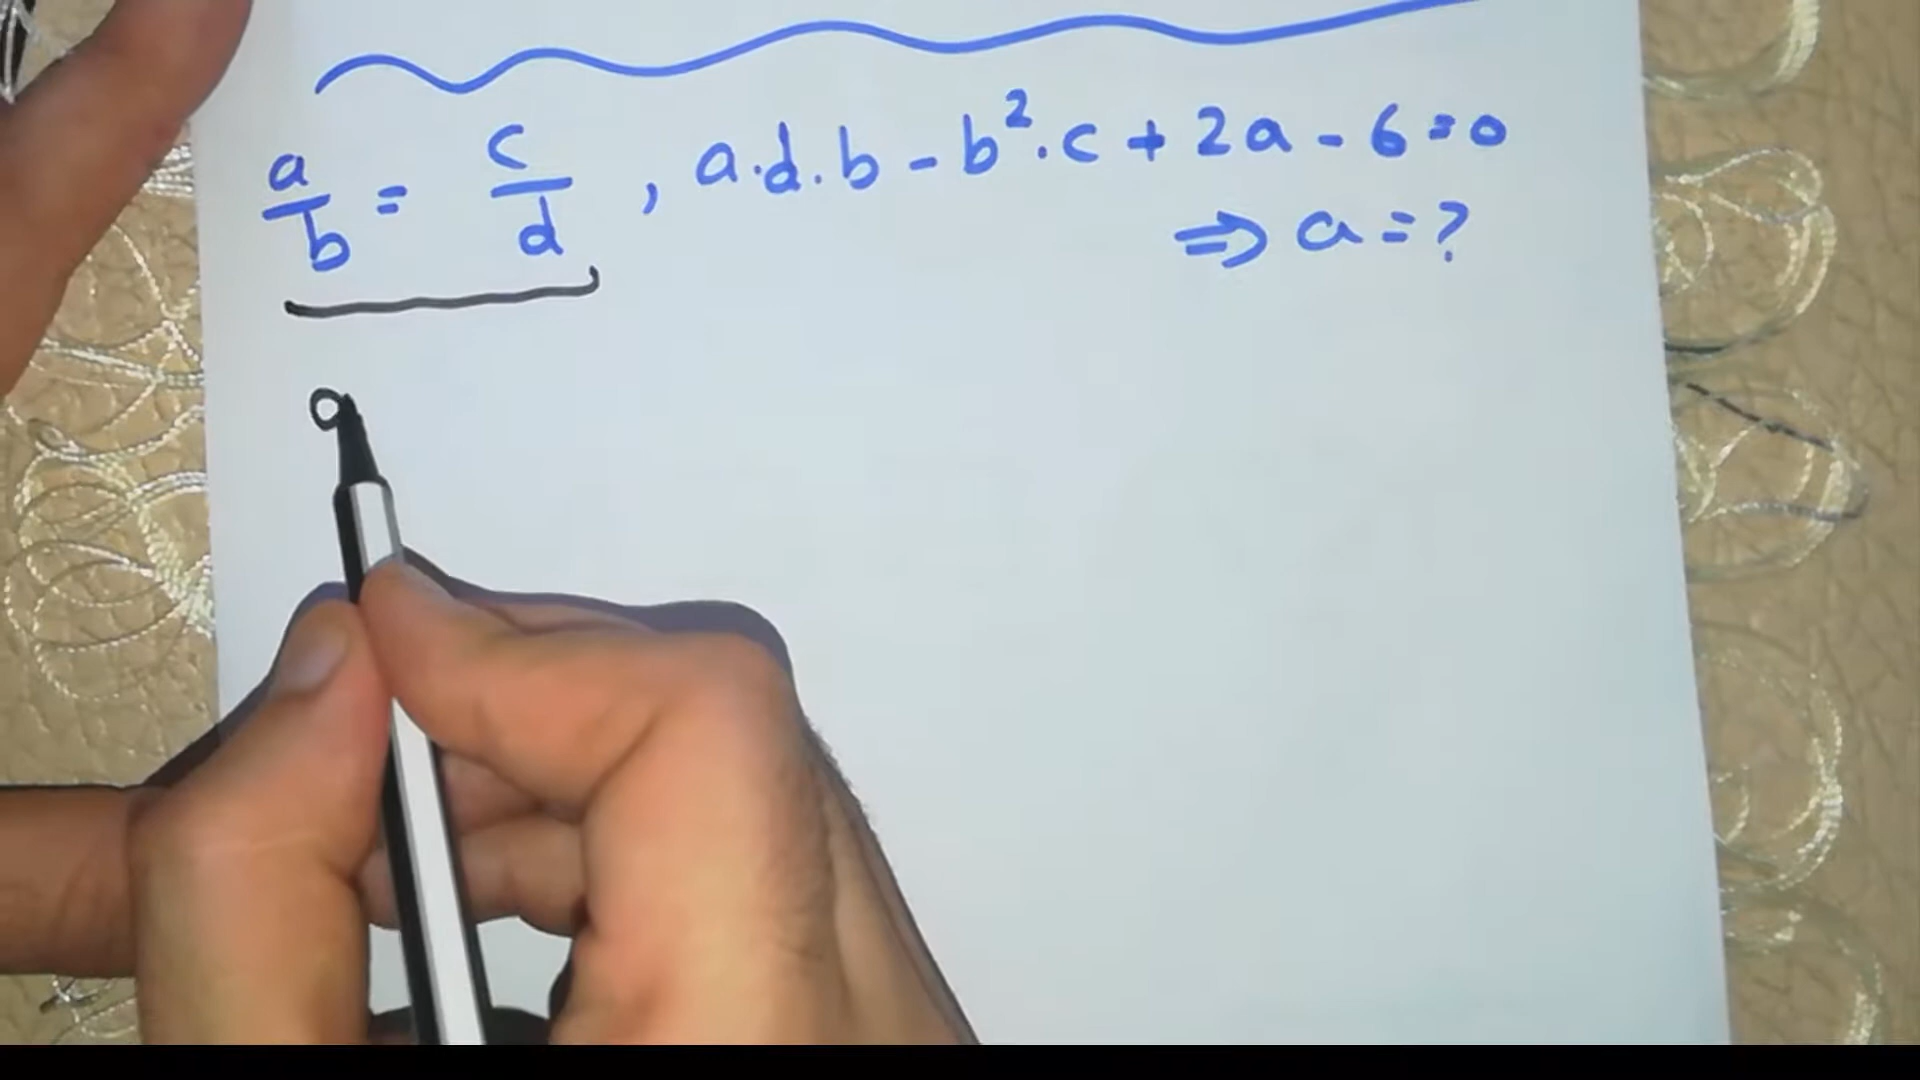 a/b = c/d , a.d.b - b².c + 2a - 6 = 0
⇒ a = ?
a